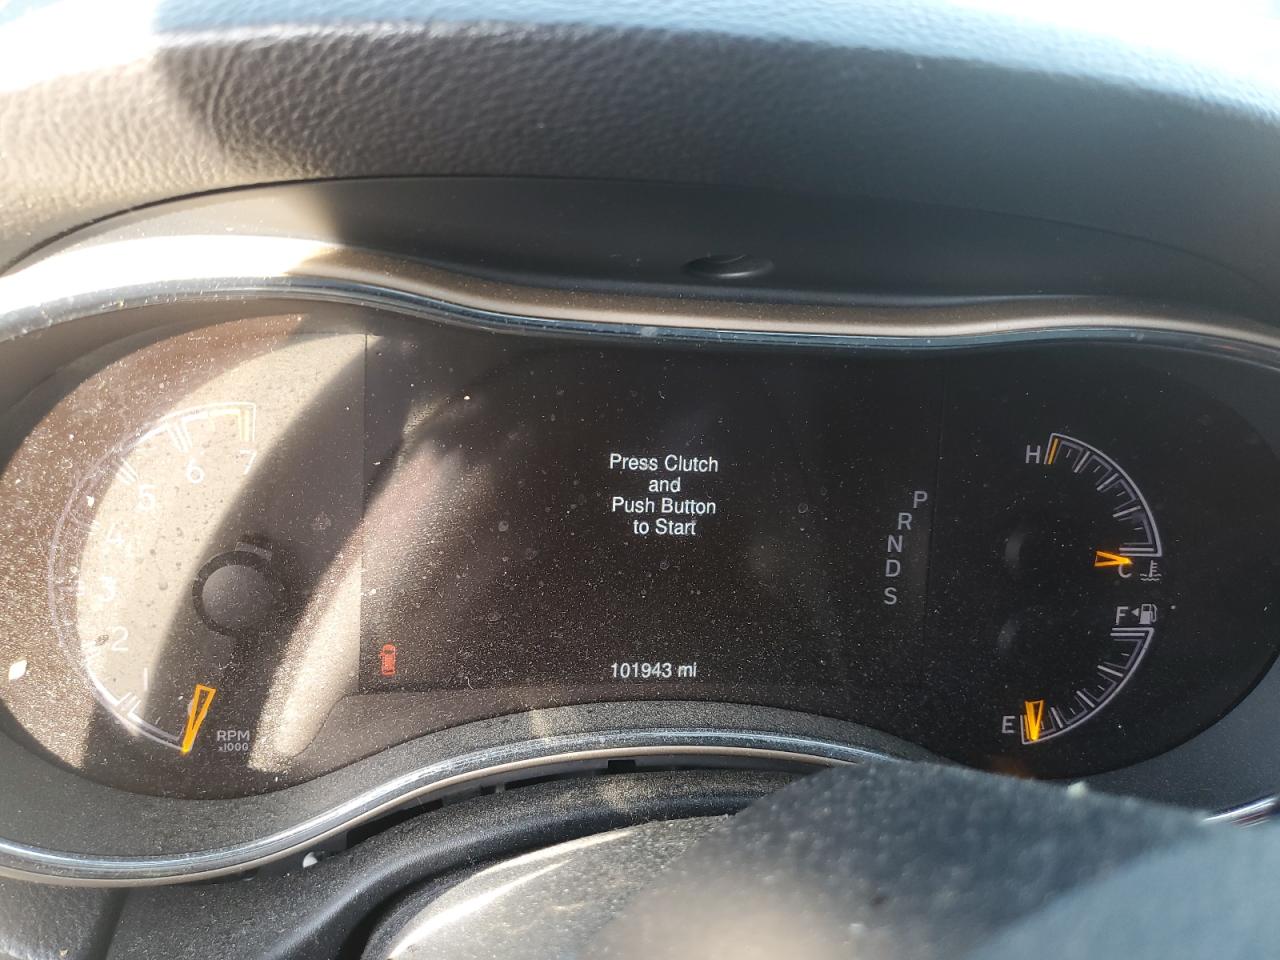 Press Clutch
and
Push Button
to Start
101943 mi
7
6
5
4
3
2
1
RPM
x1000
P
R
N
D
S
H
C
F
E